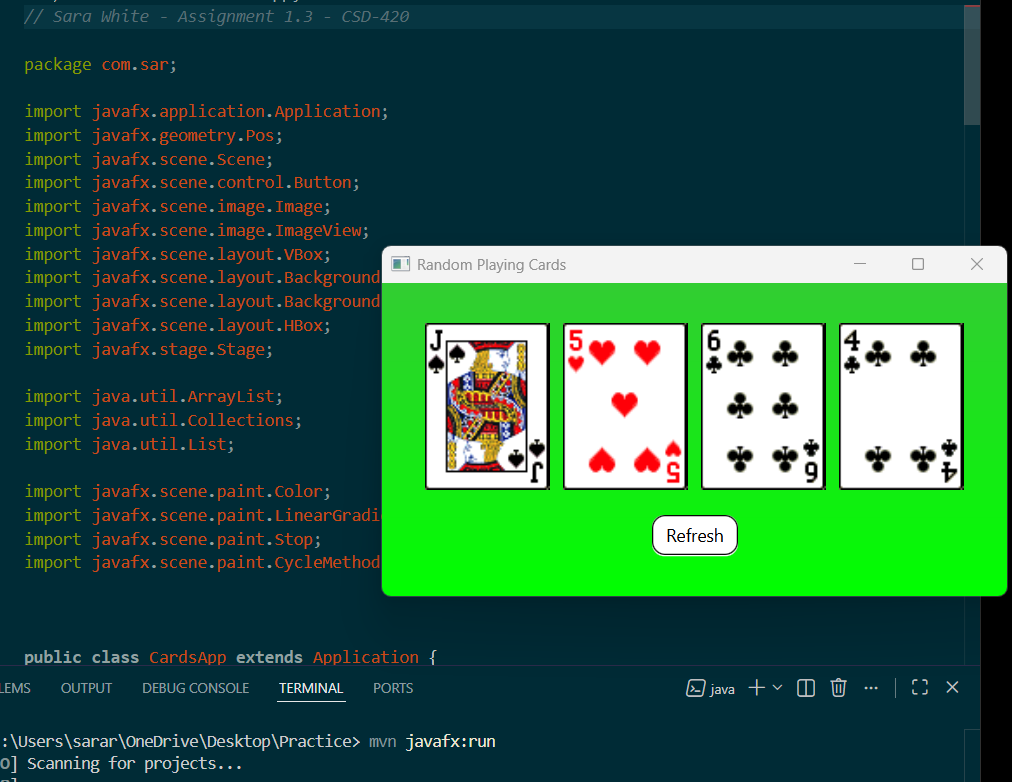 // Sara White - Assignment 1.3 - CSD-420
package com.sar;
import javafx.application.Application;
import javafx.geometry.Pos;
import javafx.scene.Scene;
import javafx.scene.control.Button;
import javafx.scene.image.Image;
import javafx.scene.image.ImageView;
import javafx.scene.layout.VBox;
import javafx.scene.layout.Background
import javafx.scene.layout.Background
import javafx.scene.layout.HBox;
import javafx.stage.Stage;
import java.util.ArrayList;
import java.util.Collections;
import java.util.List;
import javafx.scene.paint.Color;
import javafx.scene.paint.LinearGradi
import javafx.scene.paint.Stop;
import javafx.scene.paint.CycleMethod
public class CardsApp extends Application {
Random Playing Cards
J 5 6 4
J 5 6 4
Refresh
LEMS OUTPUT DEBUG CONSOLE TERMINAL PORTS java
:\Users\sarar\OneDrive\Desktop\Practice> mvn javafx:run
O] Scanning for projects...